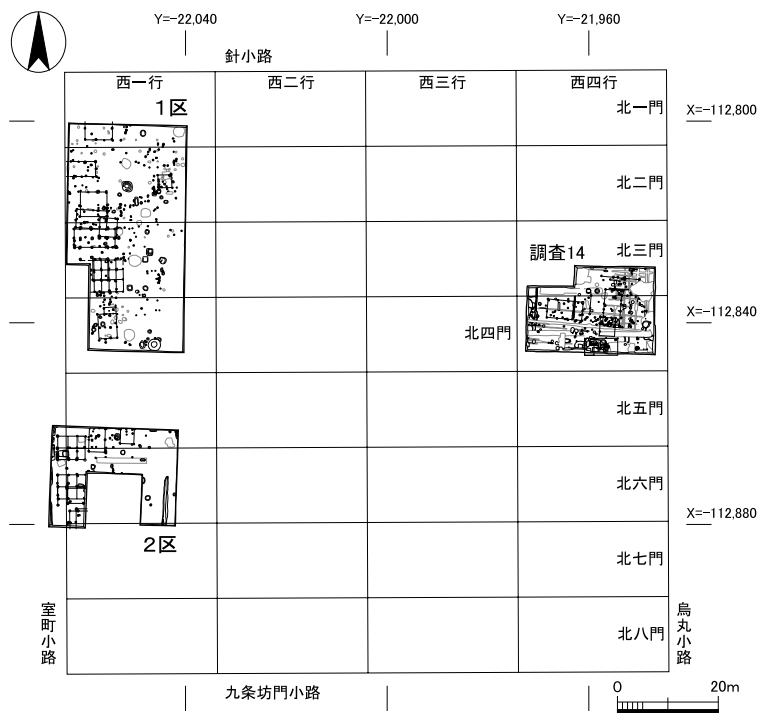 Y=-22,040
Y=-22,000
Y=-21,960
針小路
西一行
西二行
西三行
西四行
1区
北一門
X=-112,800
北二門
北三門
調査14
X=-112,840
北四門
北五門
北六門
X=-112,880
2区
北七門
室町小路
烏丸小路
北八門
九条坊門小路
0
20m